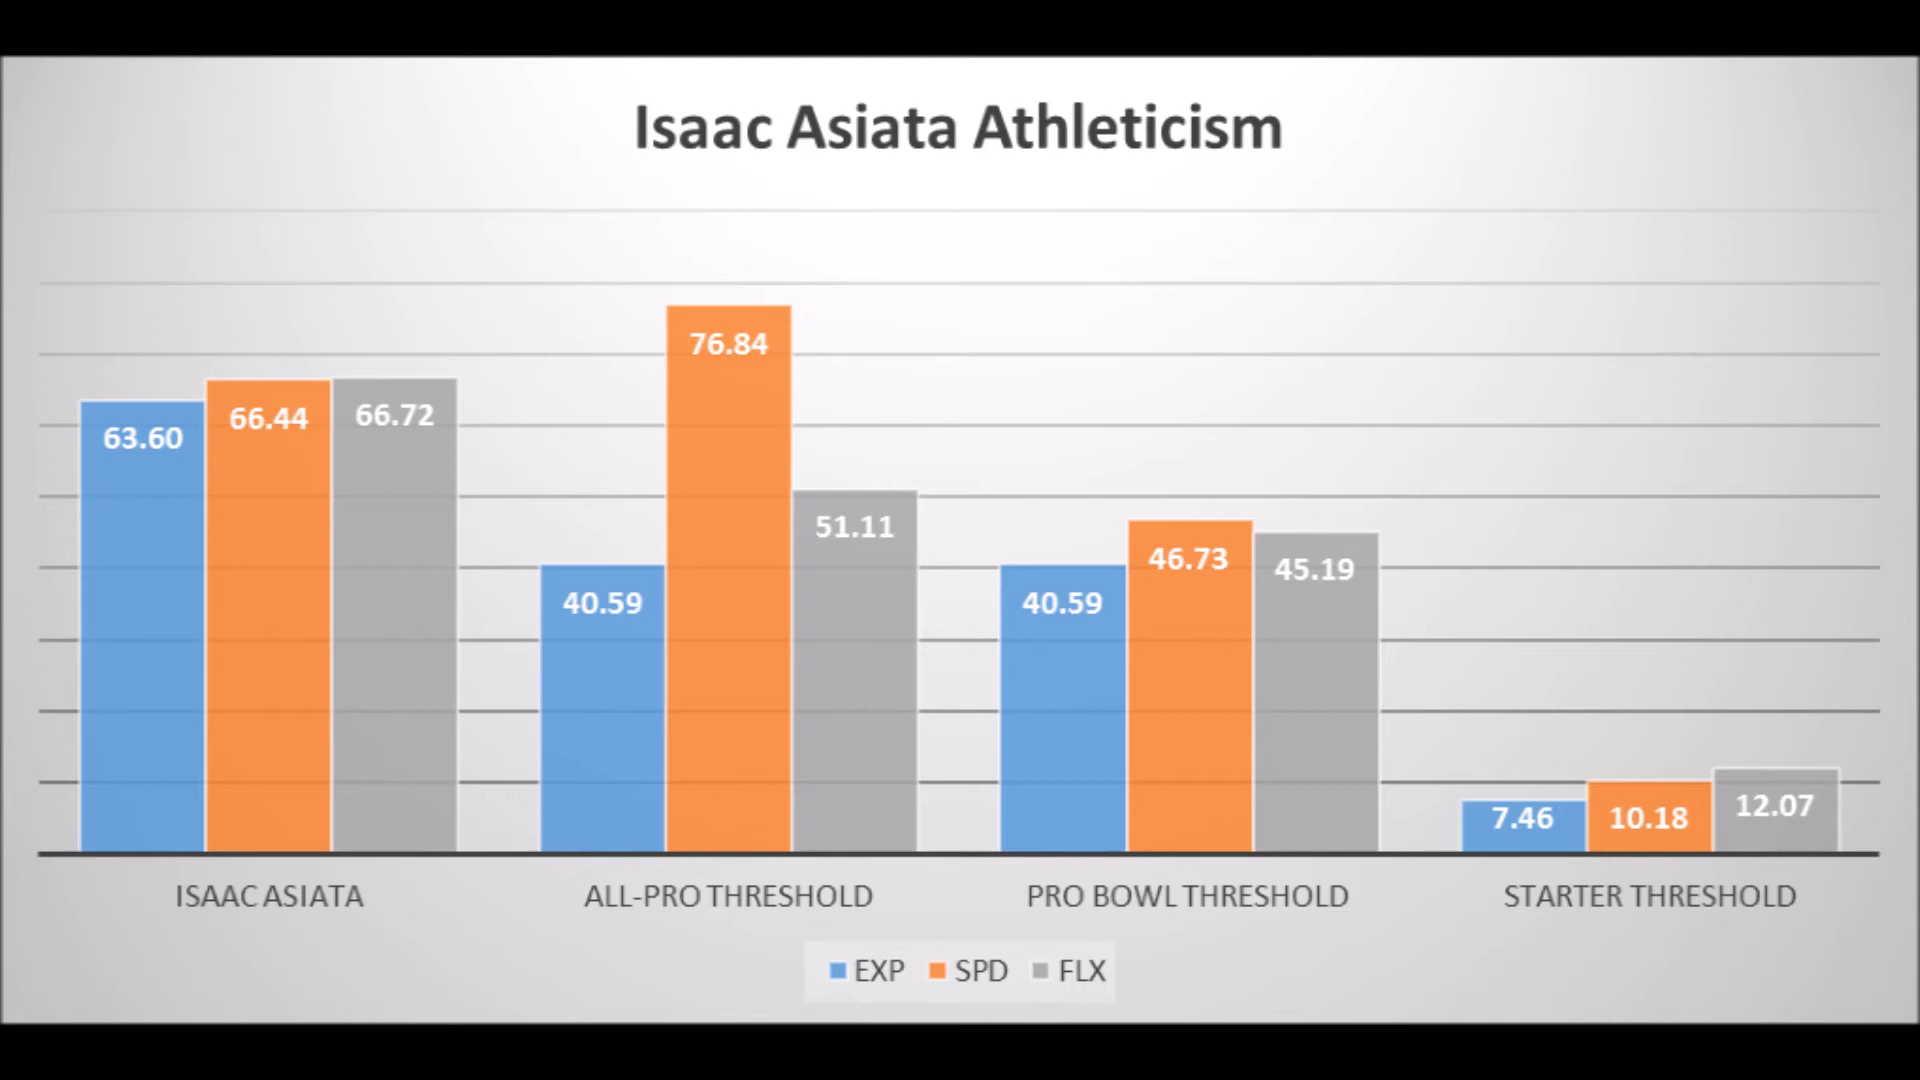 Isaac Asiata Athleticism
76.84
63.60 66.44 66.72
51.11
40.59
40.59 46.73 45.19
7.46 10.18 12.07
ISAAC ASIATA ALL-PRO THRESHOLD PRO BOWL THRESHOLD STARTER THRESHOLD
EXP SPD FLX